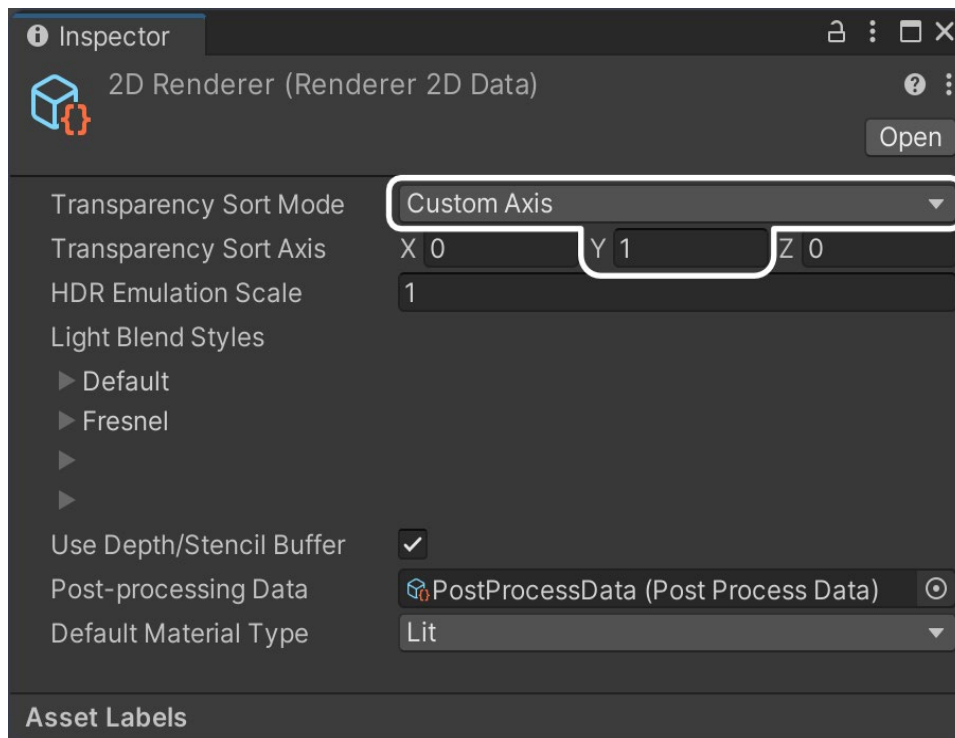 Inspector
2D Renderer (Renderer 2D Data)
Open
Transparency Sort Mode Custom Axis
Transparency Sort Axis X 0 Y 1 Z 0
HDR Emulation Scale 1
Light Blend Styles
Default
Fresnel
Use Depth/Stencil Buffer
Post-processing Data PostProcessData (Post Process Data)
Default Material Type Lit
Asset Labels